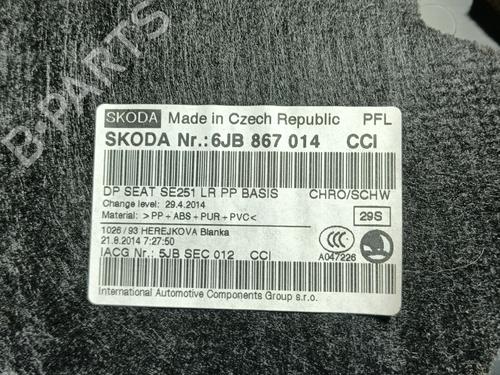 B-PARTS
SKODA Made in Czech Republic PFL
SKODA Nr.: 6JB 867 014 CCI
DP SEAT SE251 LR PP BASIS CHRO/SCHW
Change level: 29.4.2014
Material: >PP+ABS+PUR+PVC< 29S
1026/93 HEREJKOVA Blanka
21.8.2014 7:27:50
IACG Nr.: 5JB SEC 012 CCI
CCC
A047226
International Automotive Components Group s.r.o.